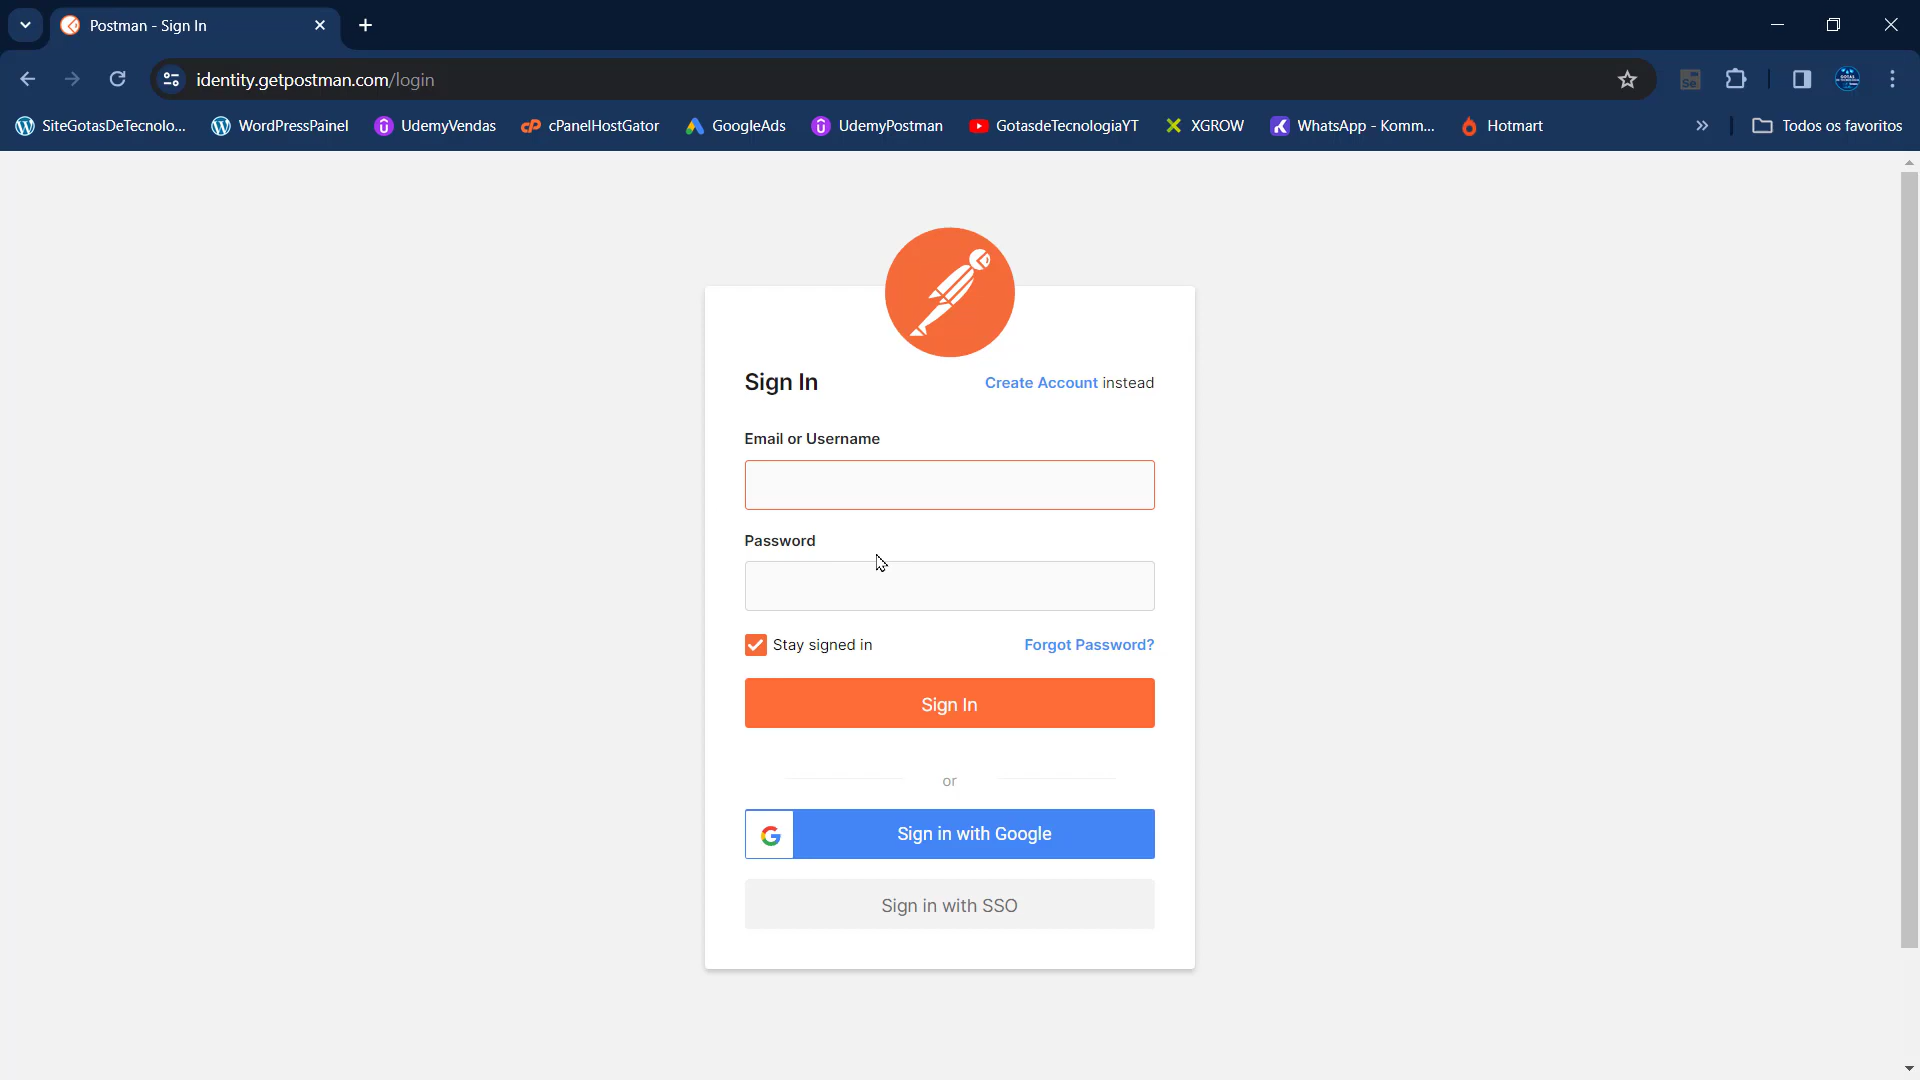 Postman - Sign In
identity.getpostman.com/login
SiteGotasDeTecnolo... WordPressPainel UdemyVendas cPanelHostGator GoogleAds UdemyPostman GotasdeTecnologiaYT XGROW WhatsApp - Komm... Hotmart » Todos os favoritos
Sign In Create Account instead
Email or Username
Password
Stay signed in Forgot Password?
Sign In
or
Sign in with Google
Sign in with SSO